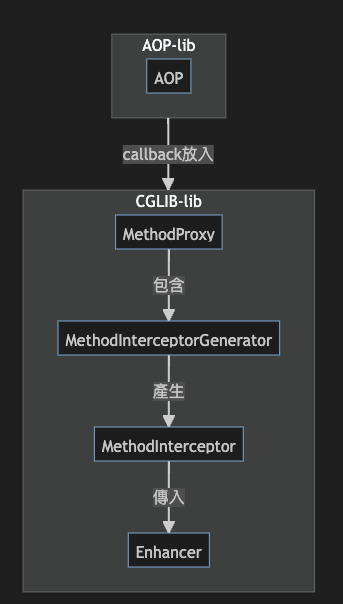 AOP-lib
AOP
callback放入
CGLIB-lib
MethodProxy
包含
MethodInterceptorGenerator
產生
MethodInterceptor
傳入
Enhancer